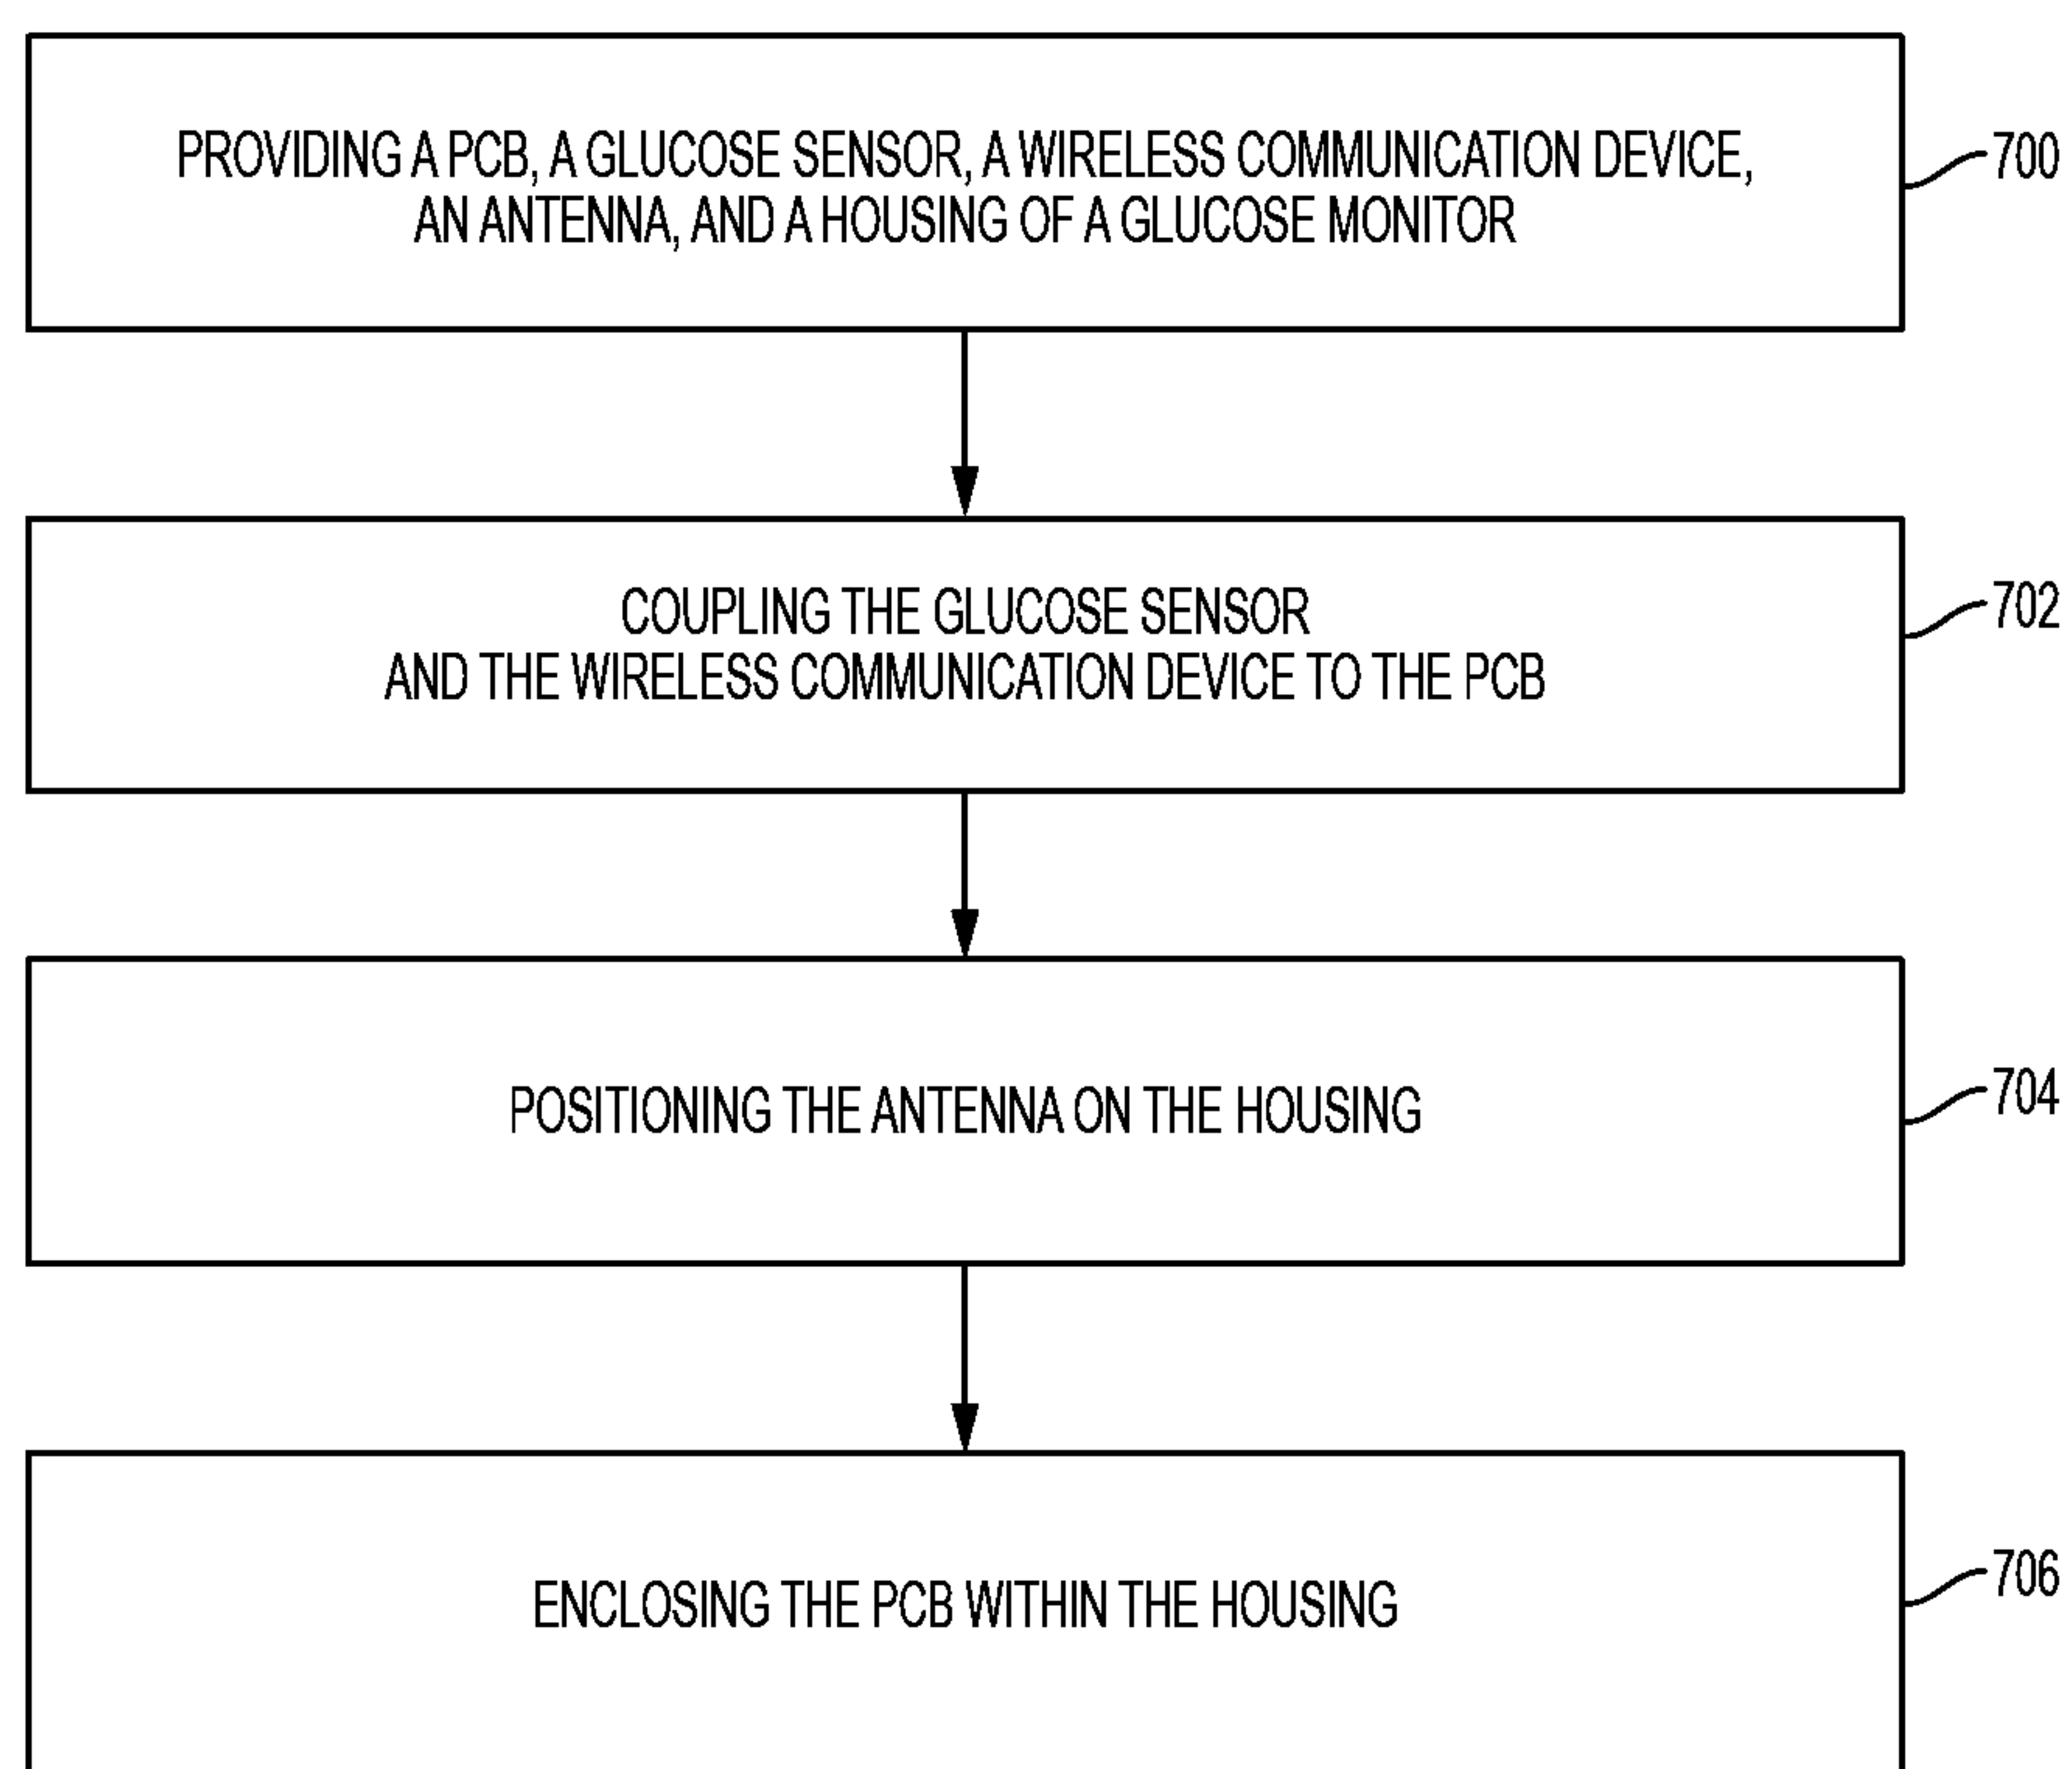 PROVIDING A PCB, A GLUCOSE SENSOR, A WIRELESS COMMUNICATION DEVICE,
AN ANTENNA, AND A HOUSING OF A GLUCOSE MONITOR
700
COUPLING THE GLUCOSE SENSOR
AND THE WIRELESS COMMUNICATION DEVICE TO THE PCB
702
POSITIONING THE ANTENNA ON THE HOUSING
704
ENCLOSING THE PCB WITHIN THE HOUSING
706